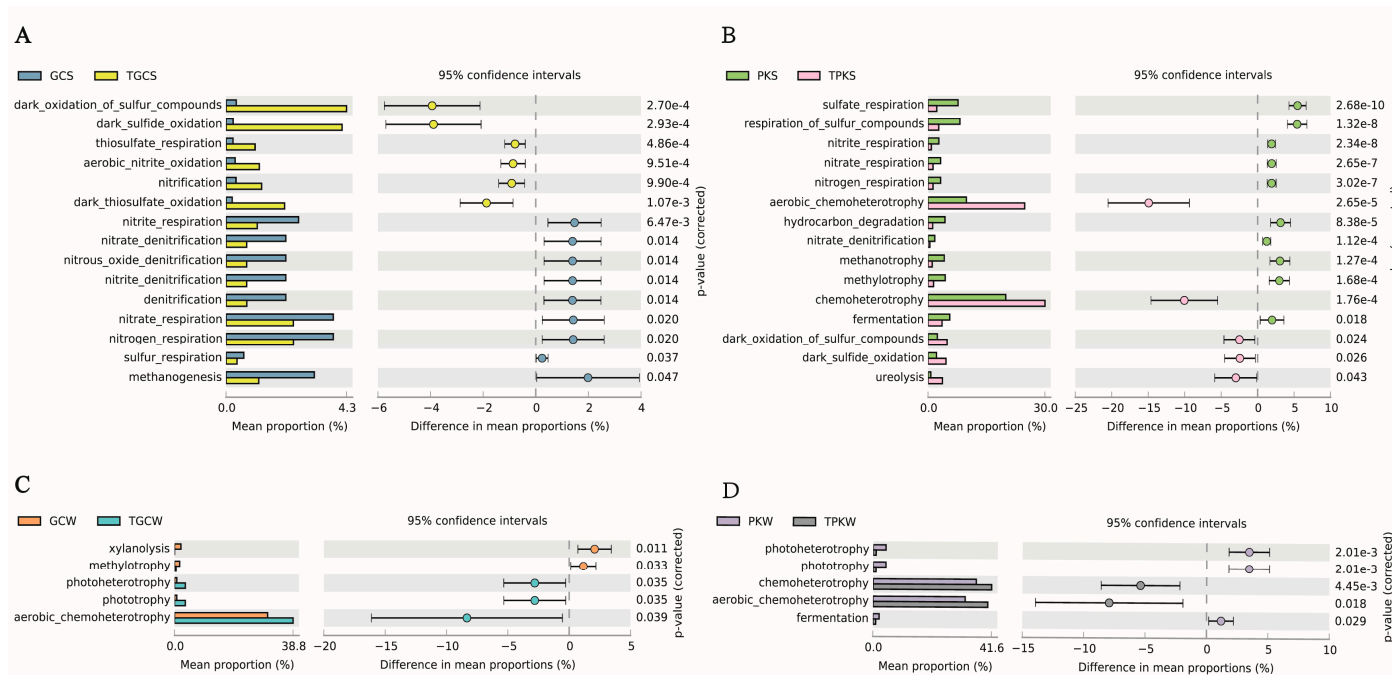 A
GCS TGCS 95% confidence intervals
dark_oxidation_of_sulfur_compounds 2.70e-4
dark_sulfide_oxidation 2.93e-4
thiosulfate_respiration 4.86e-4
aerobic_nitrite_oxidation 9.51e-4
nitrification 9.90e-4
dark_thiosulfate_oxidation 1.07e-3
nitrite_respiration 6.47e-3
nitrate_denitrification 0.014
nitrous_oxide_denitrification 0.014
nitrite_denitrification 0.014
denitrification 0.014
nitrate_respiration 0.020
nitrogen_respiration 0.020
sulfur_respiration 0.037
methanogenesis 0.047
p-value (corrected)
0.0 4.3 −6 −4 −2 0 2 4
Mean proportion (%) Difference in mean proportions (%)
B
PKS TPKS 95% confidence intervals
sulfate_respiration 2.68e-10
respiration_of_sulfur_compounds 1.32e-8
nitrite_respiration 2.34e-8
nitrate_respiration 2.65e-7
nitrogen_respiration 3.02e-7
aerobic_chemoheterotrophy 2.65e-5
hydrocarbon_degradation 8.38e-5
nitrate_denitrification 1.12e-4
methanotrophy 1.27e-4
methylotrophy 1.68e-4
chemoheterotrophy 1.76e-4
fermentation 0.018
dark_oxidation_of_sulfur_compounds 0.024
dark_sulfide_oxidation 0.026
ureolysis 0.043
0.0 30.0 −25 −20 −15 −10 −5 0 5 10
Mean proportion (%) Difference in mean proportions (%)
C
GCW TGCW 95% confidence intervals
xylanolysis 0.011
methylotrophy 0.033
photoheterotrophy 0.035
phototrophy 0.035
aerobic_chemoheterotrophy 0.039
p-value (corrected)
0.0 38.8 −20 −15 −10 −5 0 5
Mean proportion (%) Difference in mean proportions (%)
D
PKW TPKW 95% confidence intervals
photoheterotrophy 2.01e-3
phototrophy 2.01e-3
chemoheterotrophy 4.45e-3
aerobic_chemoheterotrophy 0.018
fermentation 0.029
p-value (corrected)
0.0 41.6 −15 −10 −5 0 5 10
Mean proportion (%) Difference in mean proportions (%)